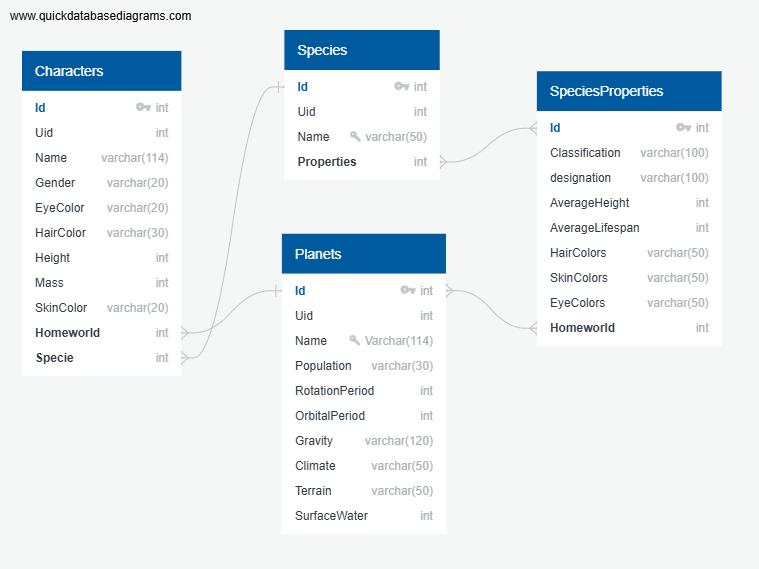 www.quickdatabasediagrams.com
Characters
Id int
Uid int
Name varchar(114)
Gender varchar(20)
EyeColor varchar(20)
HairColor varchar(30)
Height int
Mass int
SkinColor varchar(20)
Homeworld int
Specie int
Species
Id int
Uid int
Name varchar(50)
Properties int
Planets
Id int
Uid int
Name Varchar(114)
Population varchar(30)
RotationPeriod int
OrbitalPeriod int
Gravity varchar(120)
Climate varchar(50)
Terrain varchar(50)
SurfaceWater int
SpeciesProperties
Id int
Classification varchar(100)
designation varchar(100)
AverageHeight int
AverageLifespan int
HairColors varchar(50)
SkinColors varchar(50)
EyeColors varchar(50)
Homeworld int